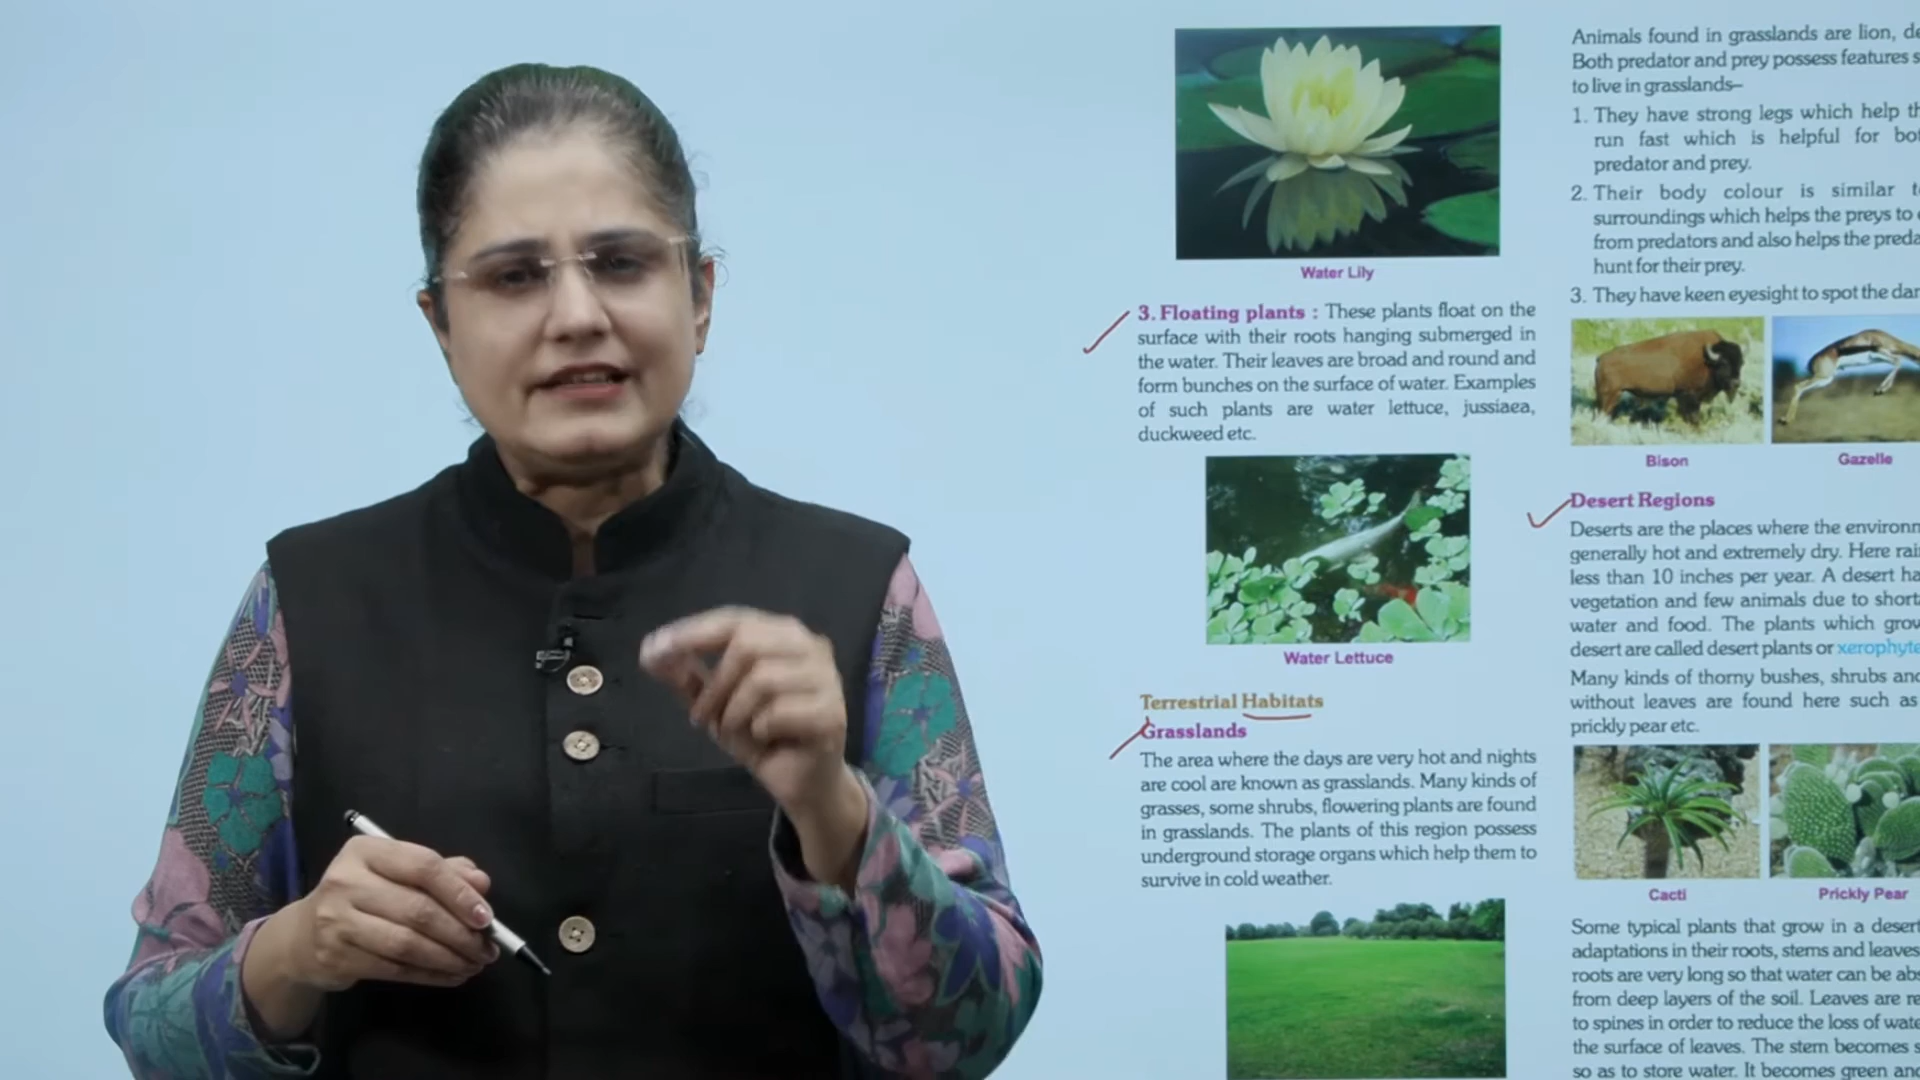 Water Lily
3. Floating plants : These plants float on the
surface with their roots hanging submerged in
the water. Their leaves are broad and round and
form bunches on the surface of water. Examples
of such plants are water lettuce, jussiaea,
duckweed etc.
Water Lettuce
Terrestrial Habitats
Grasslands
The area where the days are very hot and nights
are cool are known as grasslands. Many kinds of
grasses, some shrubs, flowering plants are found
in grasslands. The plants of this region possess
underground storage organs which help them to
survive in cold weather.
Animals found in grasslands are lion,
Both predator and prey possess features
to live in grasslands–
1. They have strong legs which help
run fast which is helpful for
predator and prey.
2. Their body colour is similar
surroundings which helps the preys to
from predators and also helps the
hunt for their prey.
3. They have keen eyesight to spot the
Bison
Gazelle
Desert Regions
Deserts are the places where the
generally hot and extremely dry. Here
less than 10 inches per year. A desert
vegetation and few animals due to
water and food. The plants which
desert are called desert plants or
Many kinds of thorny bushes, shrubs
without leaves are found here such as
prickly pear etc.
Cacti
Prickly Pear
Some typical plants that grow in a desert
adaptations in their roots, stems and leaves
roots are very long so that water can be
from deep layers of the soil. Leaves are
to spines in order to reduce the loss of
the surface of leaves. The stem becomes
so as to store water. It becomes green